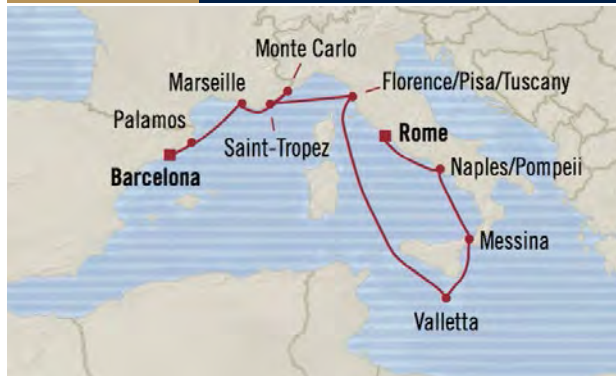 Monte Carlo
Marseille
Florence/Pisa/Tuscany
Palamos
Saint-Tropez
Rome
Barcelona
Naples/Pompeii
Messina
Valletta